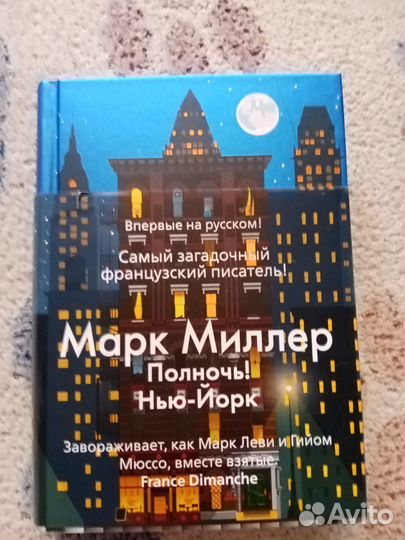 Впервые на русском!
Самый загадочный
французский писатель!
Марк Миллер
Полночь!
Нью-Йорк
Завораживает, как Марк Леви и Гийом
Мюссо, вместе взятые.
France Dimanche
Avito